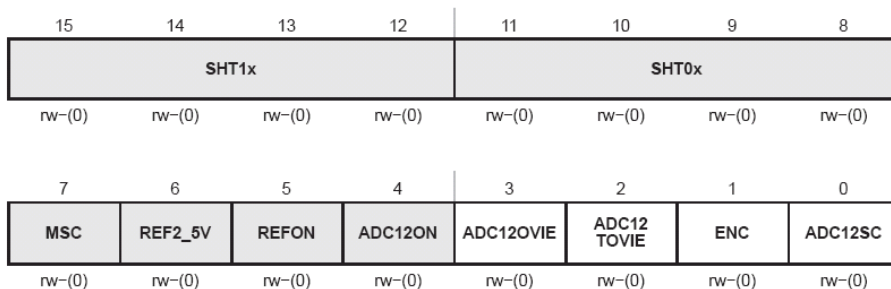 15 14 13 12 11 10 9 8
SHT1x SHT0x
rw−(0) rw−(0) rw−(0) rw−(0) rw−(0) rw−(0) rw−(0) rw−(0)
7 6 5 4 3 2 1 0
MSC REF2_5V REFON ADC12ON ADC12OVIE ADC12 TOVIE ENC ADC12SC
rw−(0) rw−(0) rw−(0) rw−(0) rw−(0) rw−(0) rw−(0) rw−(0)